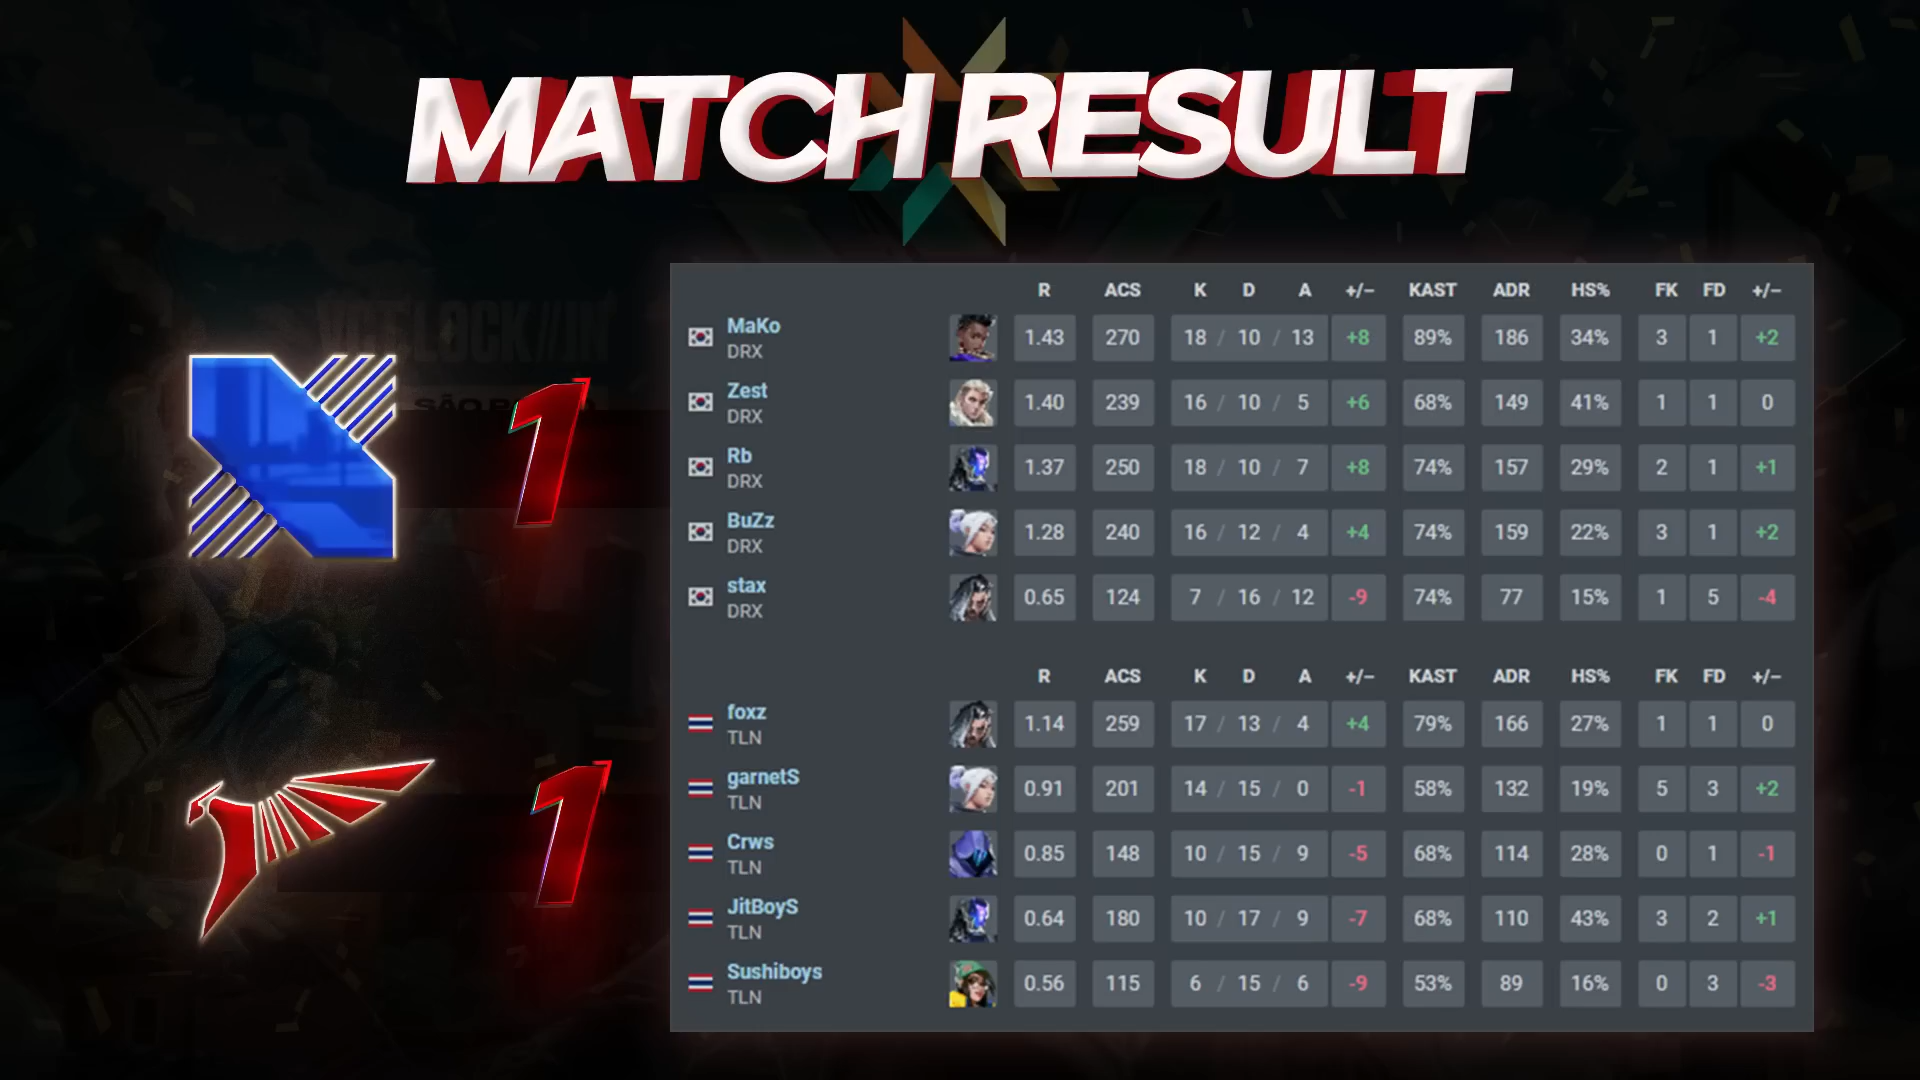 MATCH RESULT
VCT LOCK//IN
SÃO PAULO
1
1
R ACS K D A +/– KAST ADR HS% FK FD +/–
MaKo
DRX
1.43 270 18 / 10 / 13 +8 89% 186 34% 3 1 +2
Zest
DRX
1.40 239 16 / 10 / 5 +6 68% 149 41% 1 1 0
Rb
DRX
1.37 250 18 / 10 / 7 +8 74% 157 29% 2 1 +1
BuZz
DRX
1.28 240 16 / 12 / 4 +4 74% 159 22% 3 1 +2
stax
DRX
0.65 124 7 / 16 / 12 -9 74% 77 15% 1 5 -4
R ACS K D A +/– KAST ADR HS% FK FD +/–
foxz
TLN
1.14 259 17 / 13 / 4 +4 79% 166 27% 1 1 0
garnetS
TLN
0.91 201 14 / 15 / 0 -1 58% 132 19% 5 3 +2
Crws
TLN
0.85 148 10 / 15 / 9 -5 68% 114 28% 0 1 -1
JitBoyS
TLN
0.64 180 10 / 17 / 9 -7 68% 110 43% 3 2 +1
Sushiboys
TLN
0.56 115 6 / 15 / 6 -9 53% 89 16% 0 3 -3